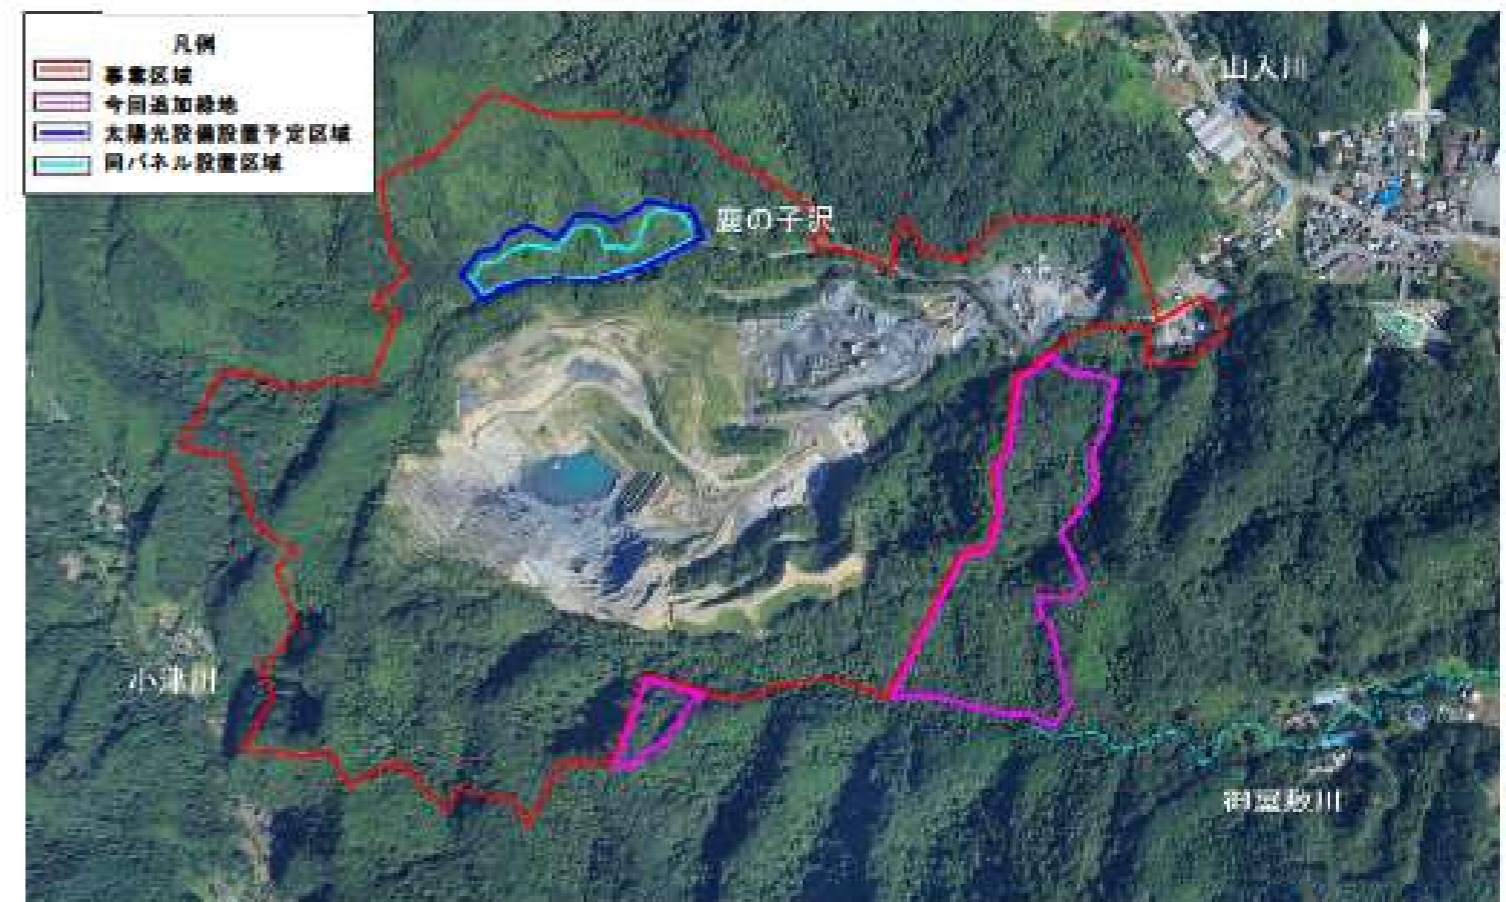 凡例
事業区域
今回追加緑地
太陽光設備設置予定区域
同パネル設置区域
山入川
鹿の子沢
小津川
御屋敷川